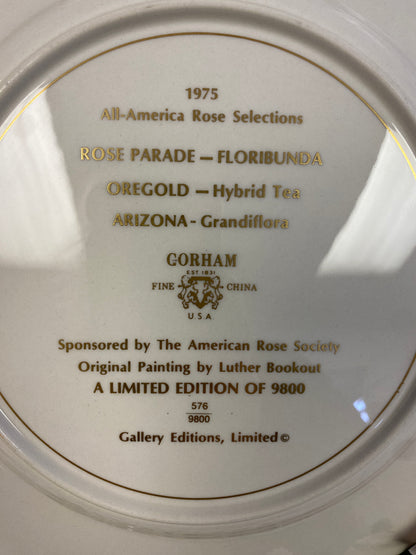 1975
All-America Rose Selections
ROSE PARADE — FLORIBUNDA
OREGOLD — Hybrid Tea
ARIZONA - Grandiflora
GORHAM
EST 1831
FINE CHINA
U.S.A
Sponsored by The American Rose Society
Original Painting by Luther Bookout
A LIMITED EDITION OF 9800
576
9800
Gallery Editions, Limited ©